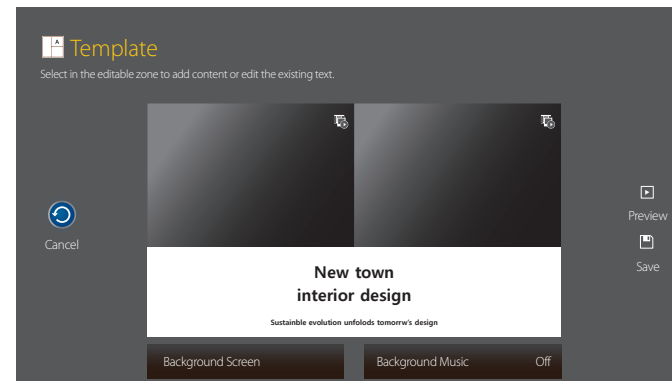 A
Template
Select in the editable zone to add content or edit the existing text.
Preview
Cancel
Save
New town
interior design
Sustainble evolution unfolods tomorrw's design
Background Screen
Background Music Off